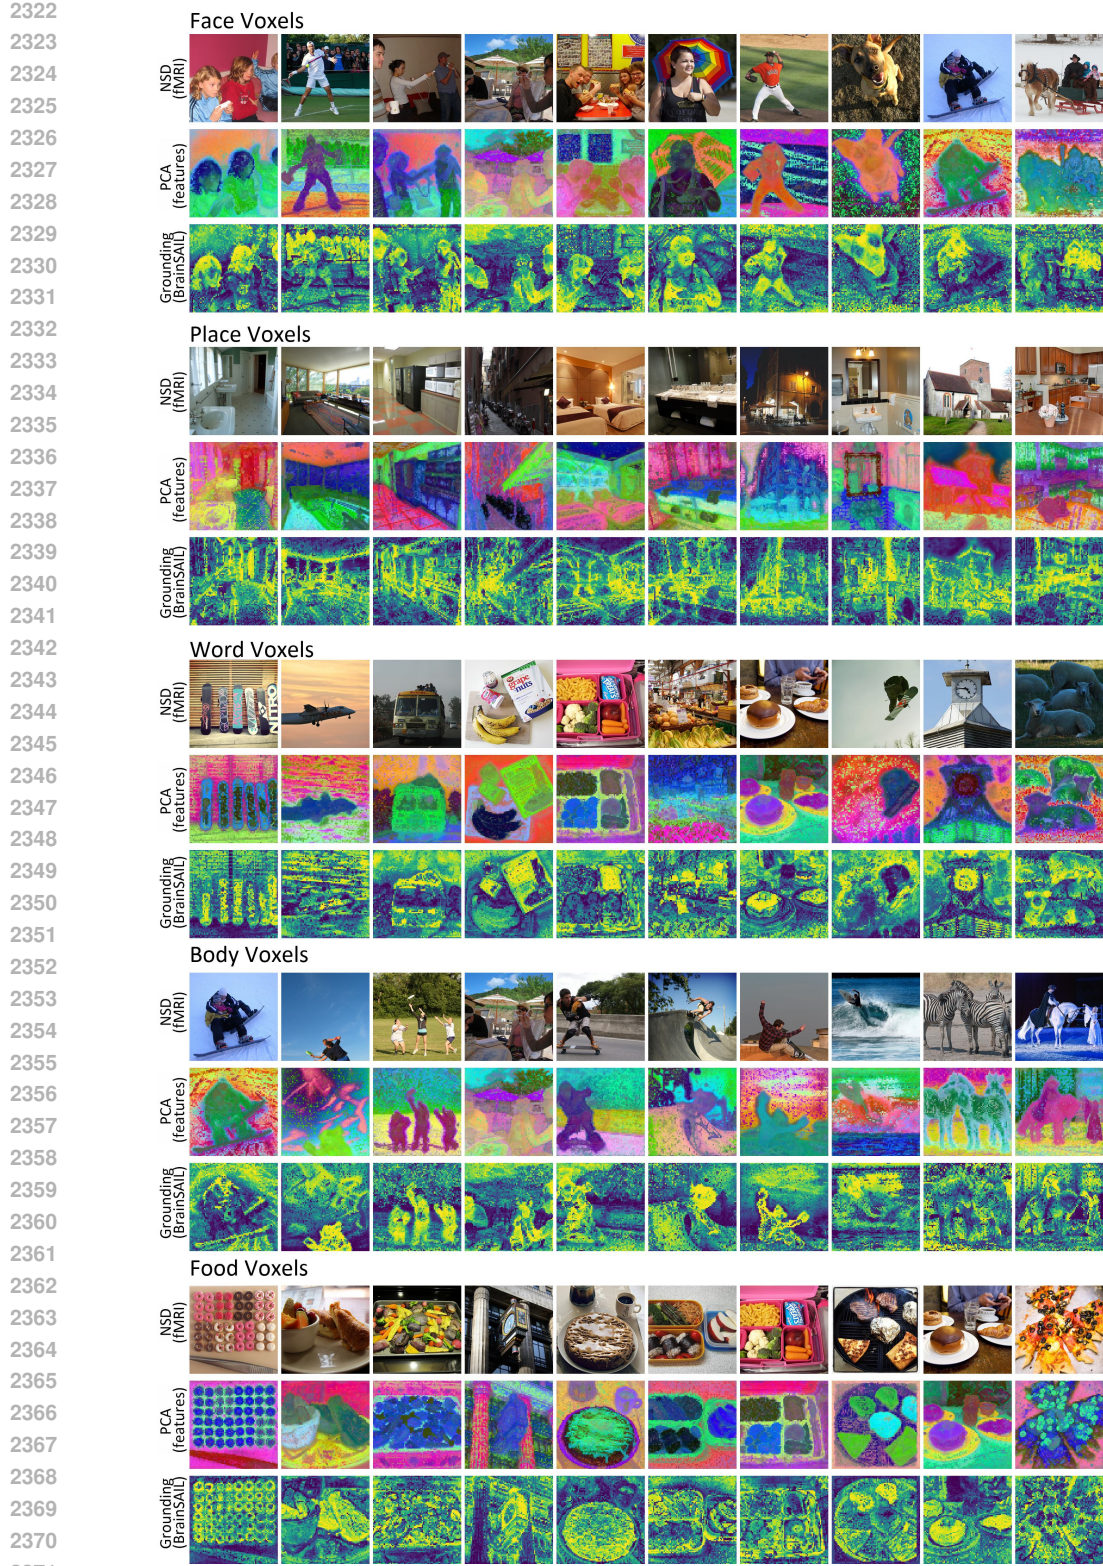 2322
Face Voxels
2323
2324
2325
NSD
(fMRI)
2326
2327
2328
PCA
(features)
2329
2330
2331
Grounding
(BrainSAIL)
2332
Place Voxels
2333
2334
2335
NSD
(fMRI)
2336
2337
2338
PCA
(features)
2339
2340
2341
Grounding
(BrainSAIL)
2342
Word Voxels
2343
2344
2345
NSD
(fMRI)
NITRO
grape
nuts
2346
2347
2348
PCA
(features)
2349
2350
2351
Grounding
(BrainSAIL)
2352
Body Voxels
2353
2354
2355
NSD
(fMRI)
2356
2357
2358
PCA
(features)
2359
2360
2361
Grounding
(BrainSAIL)
Food Voxels
2362
2363
2364
NSD
(fMRI)
2365
2366
2367
PCA
(features)
2368
2369
2370
Grounding
(BrainSAIL)